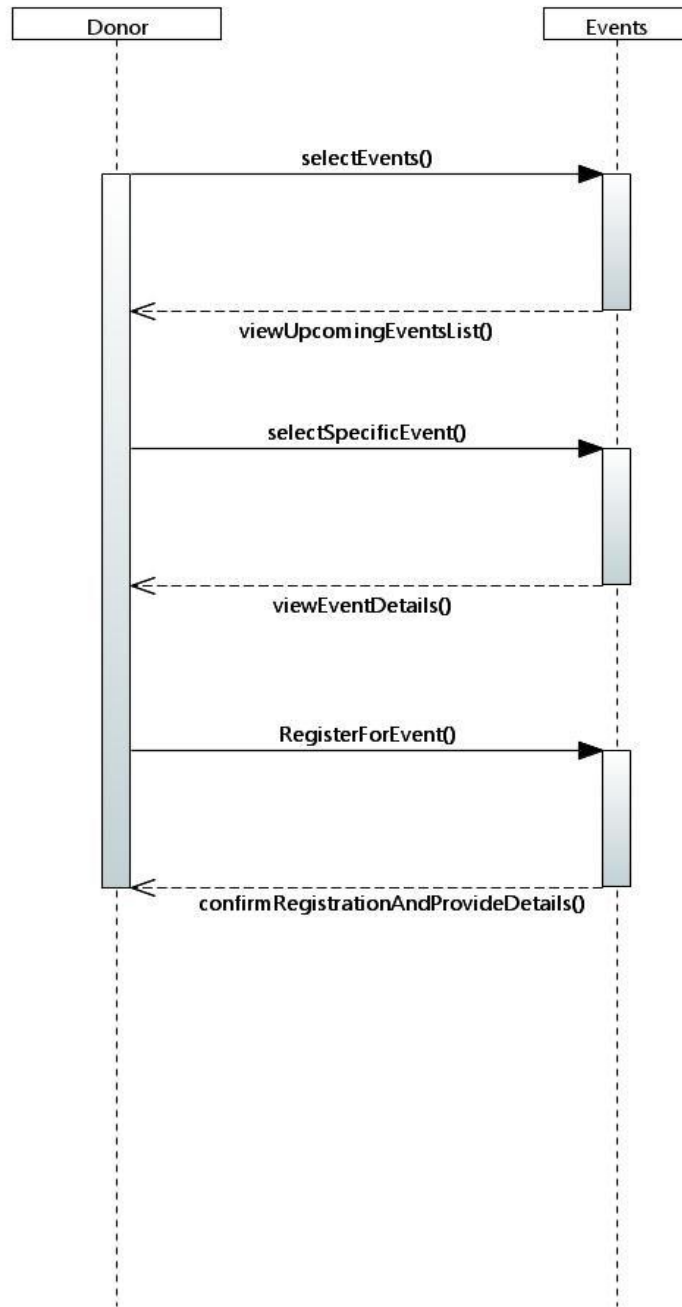 Donor
Events
selectEvents()
viewUpcomingEventsList()
selectSpecificEvent()
viewEventDetails()
RegisterForEvent()
confirmRegistrationAndProvideDetails()